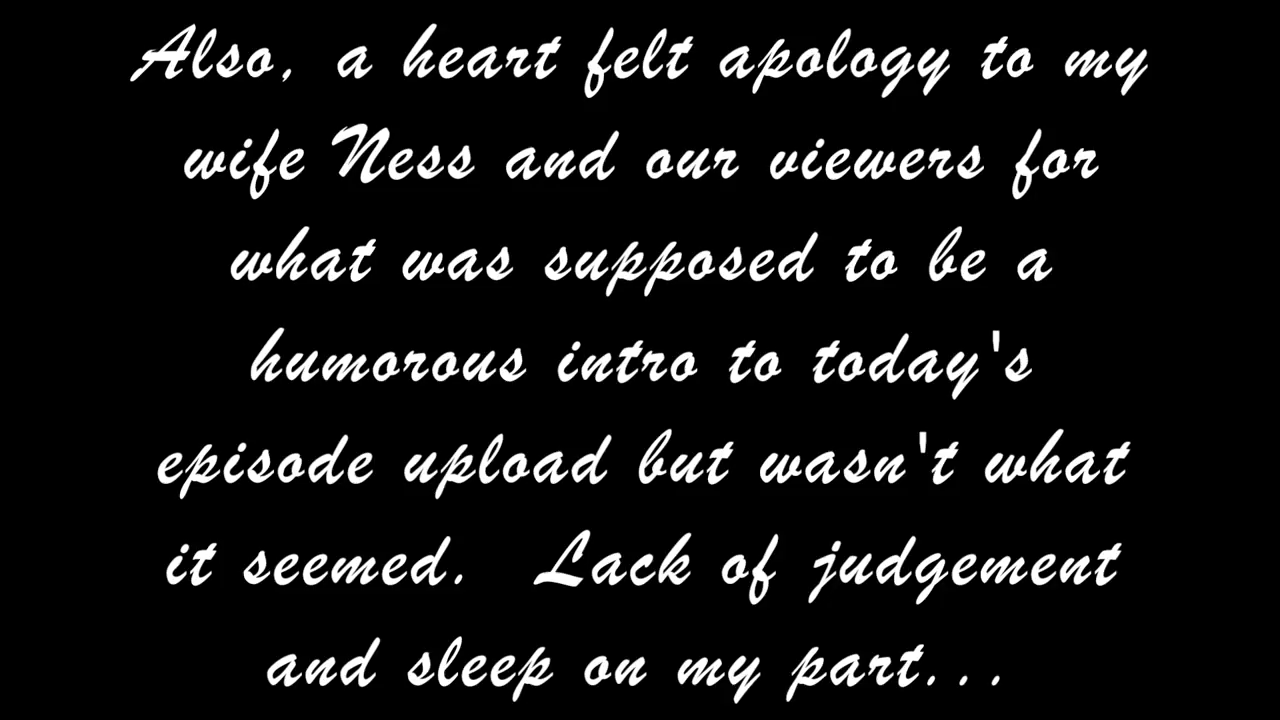 Also, a heart felt apology to my
wife Ness and our viewers for
what was supposed to be a
humorous intro to today's
episode upload but wasn't what
it seemed.  Lack of judgement
and sleep on my part...